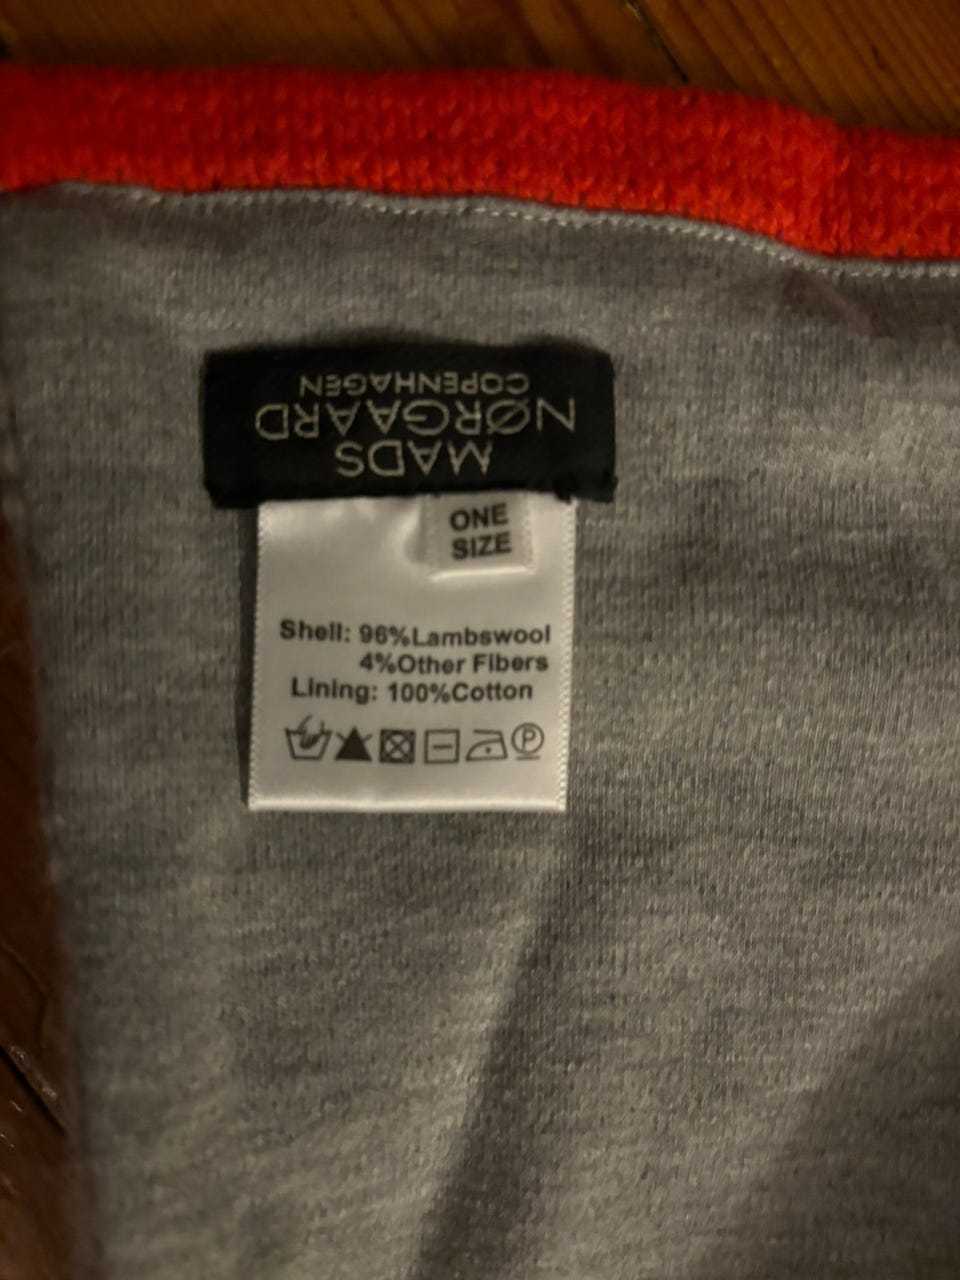 MADS
NØRGAARD
COPENHAGEN
ONE
SIZE
Shell: 96%Lambswool
4%Other Fibers
Lining: 100%Cotton
P